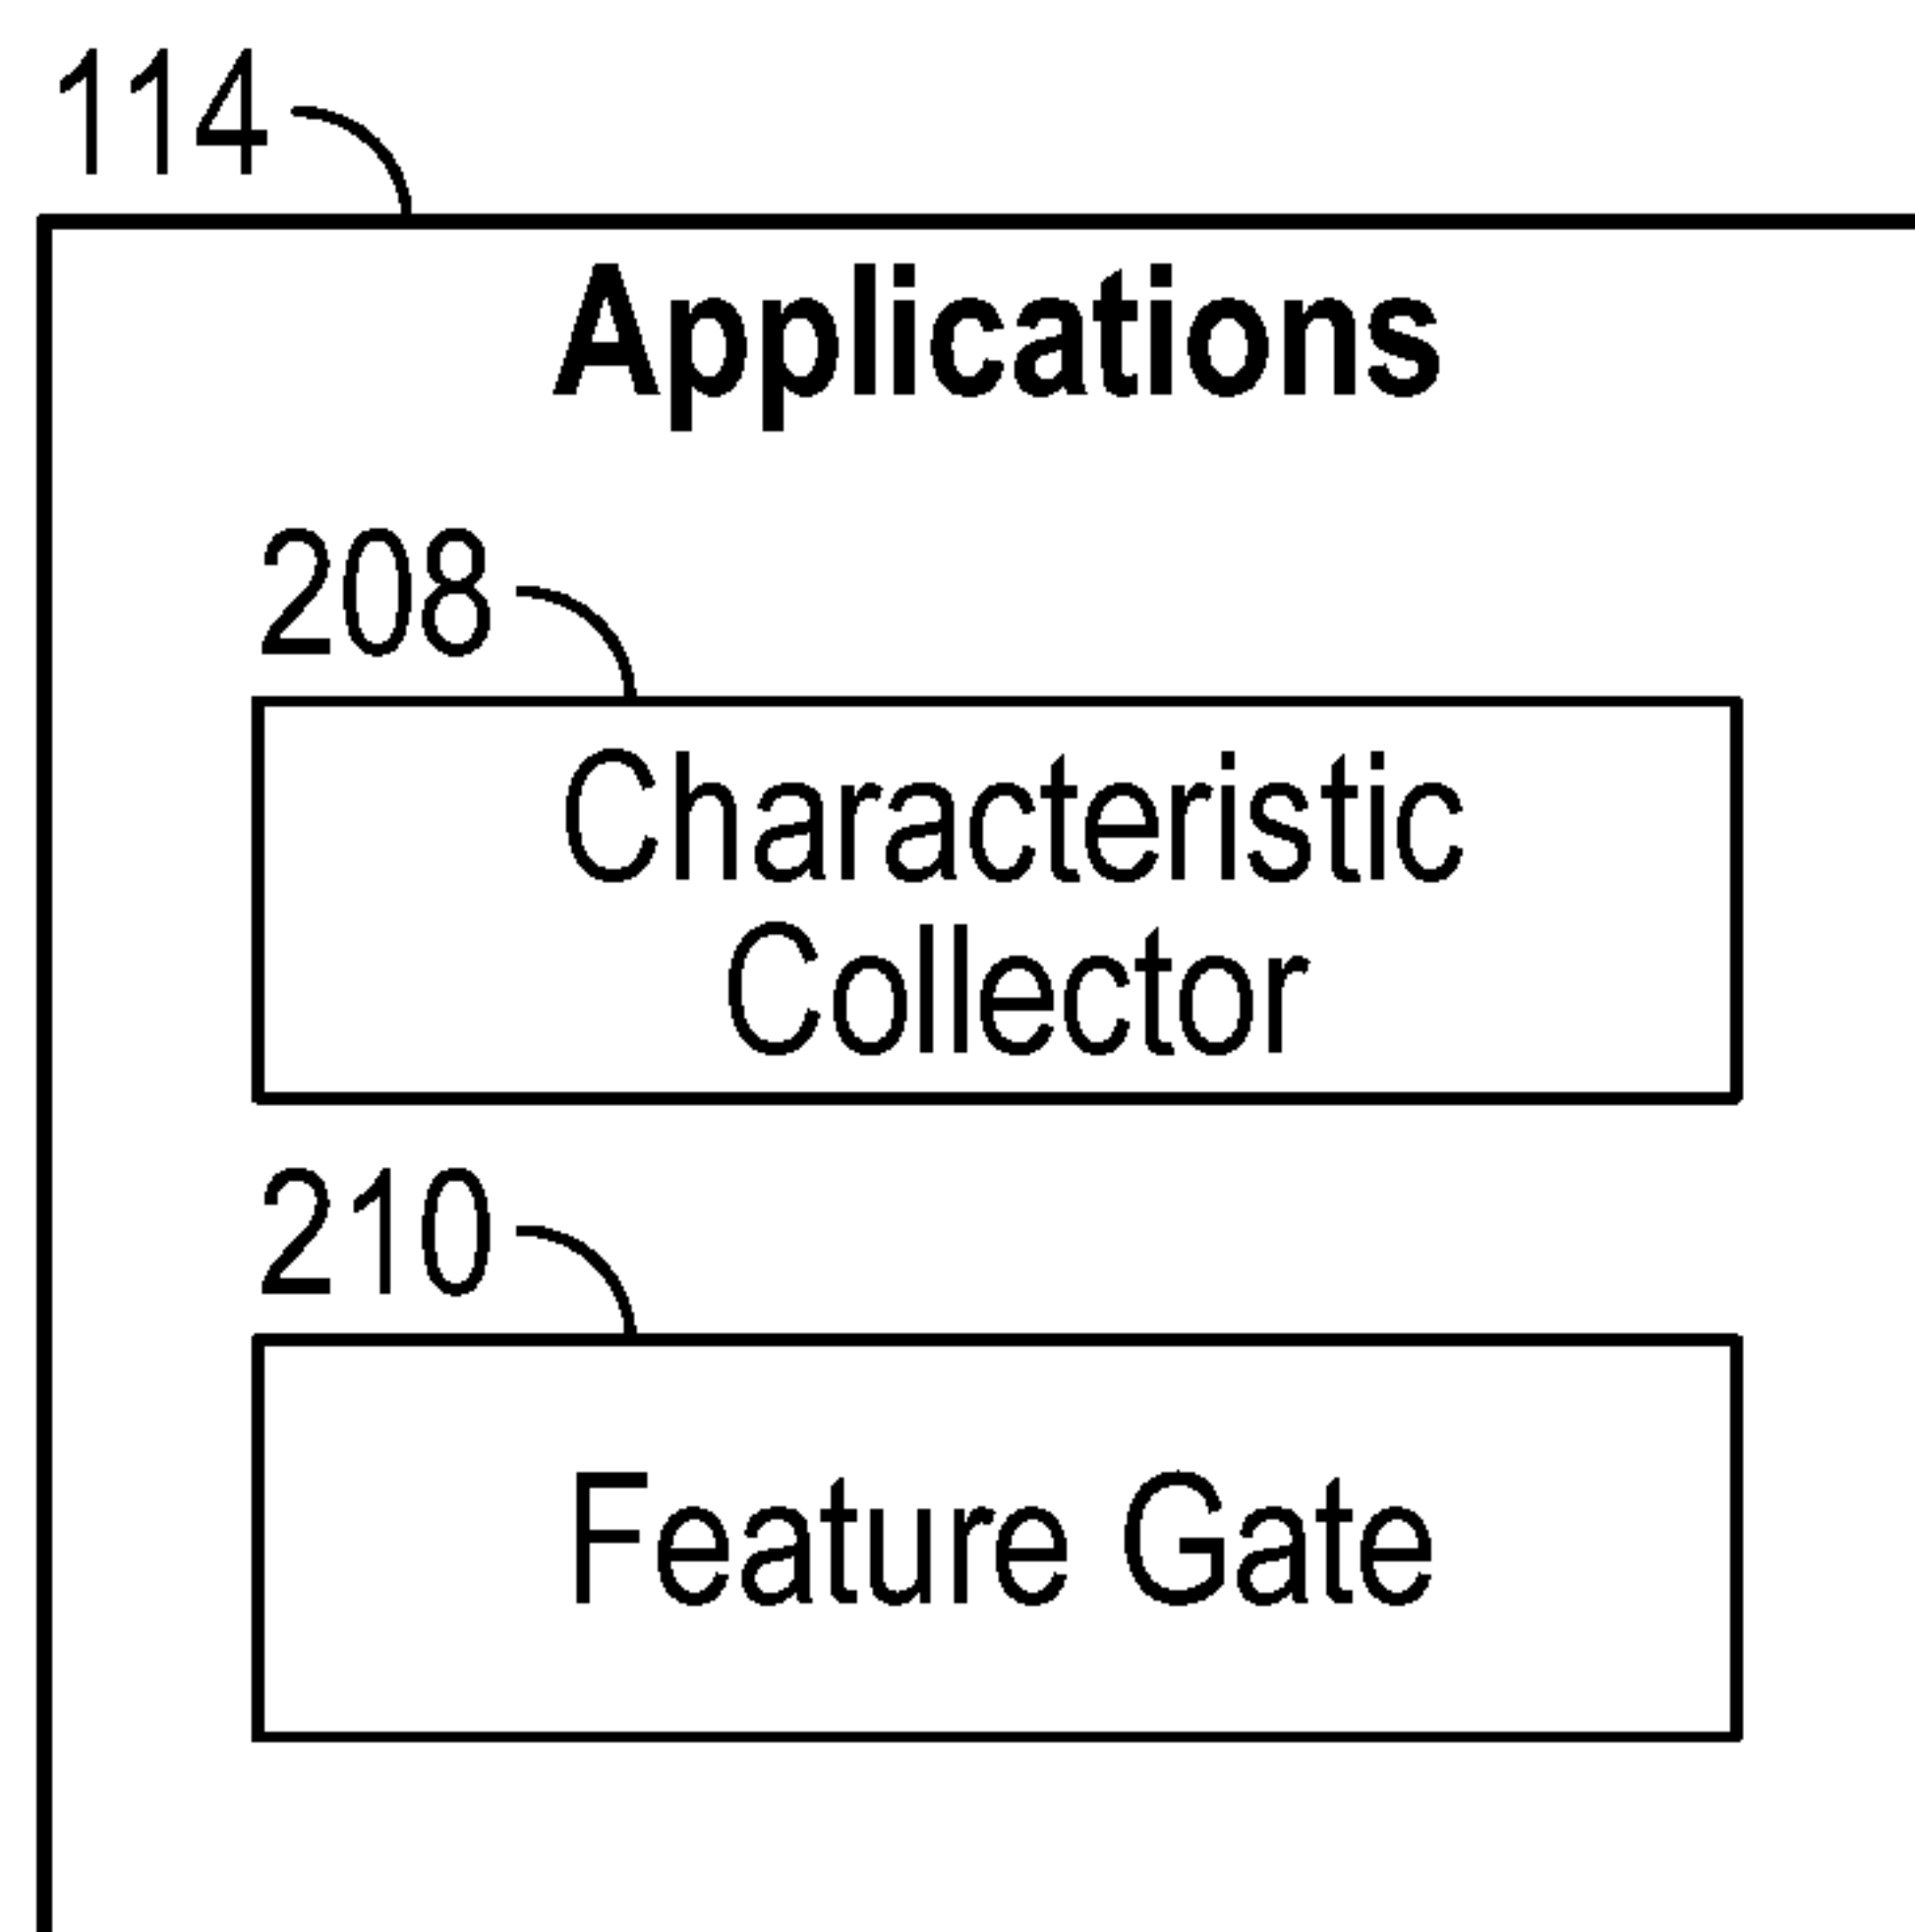 114
Applications
208
Characteristic
Collector
210
Feature Gate